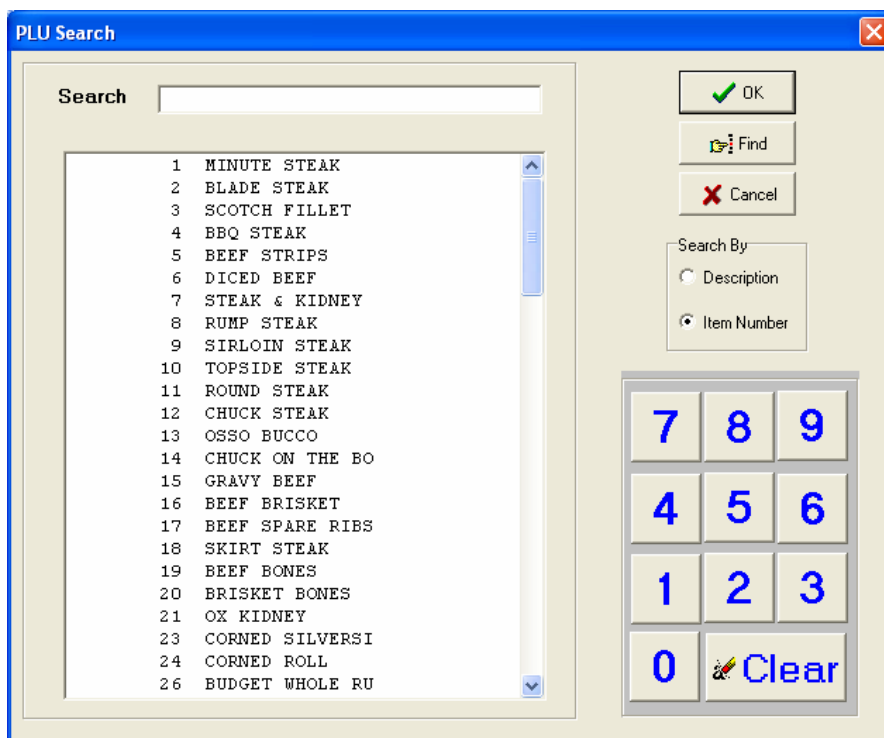 PLU Search
Search
1 MINUTE STEAK
2 BLADE STEAK
3 SCOTCH FILLET
4 BBQ STEAK
5 BEEF STRIPS
6 DICED BEEF
7 STEAK & KIDNEY
8 RUMP STEAK
9 SIRLOIN STEAK
10 TOPSIDE STEAK
11 ROUND STEAK
12 CHUCK STEAK
13 OSSO BUCCO
14 CHUCK ON THE BO
15 GRAVY BEEF
16 BEEF BRISKET
17 BEEF SPARE RIBS
18 SKIRT STEAK
19 BEEF BONES
20 BRISKET BONES
21 OX KIDNEY
23 CORNED SILVERSI
24 CORNED ROLL
26 BUDGET WHOLE RU
OK
Find
Cancel
Search By
Description
Item Number
7 8 9
4 5 6
1 2 3
0 Clear